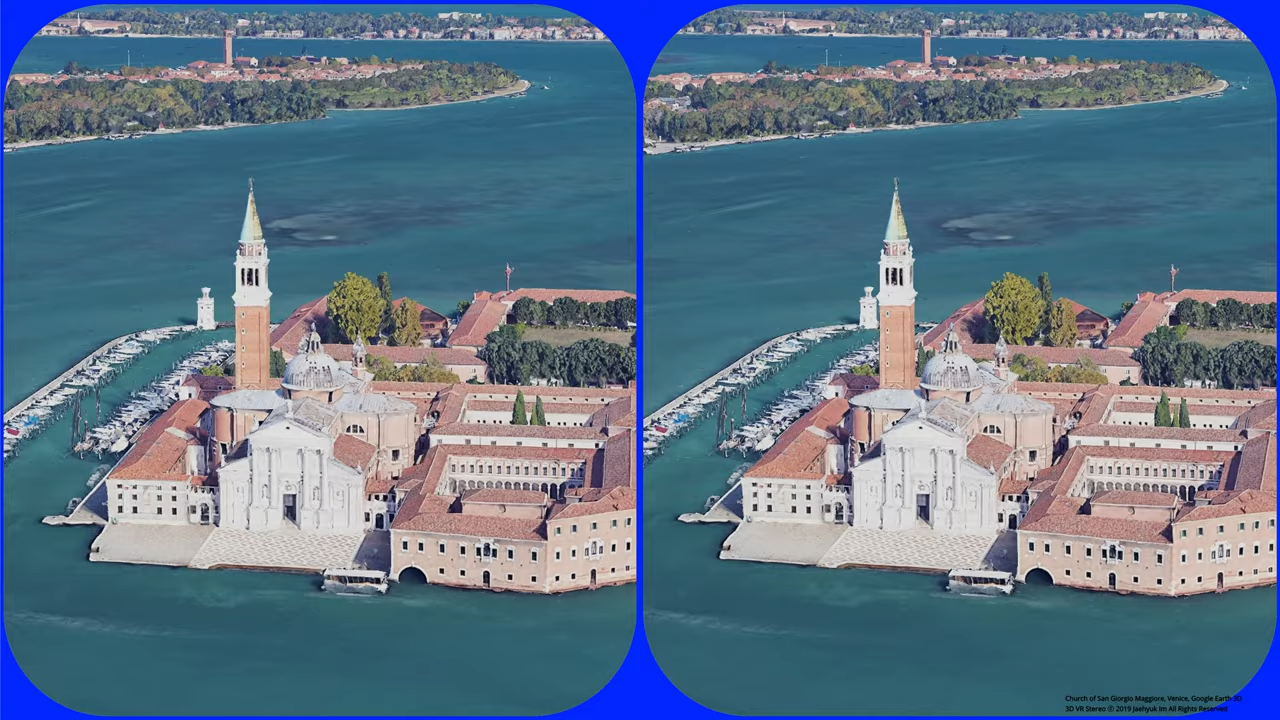 Church of San Giorgio Maggiore, Venice, Google Earth 3D
3D VR Stereo ⓒ 2019 Jaehyuk Im All Rights Reserved